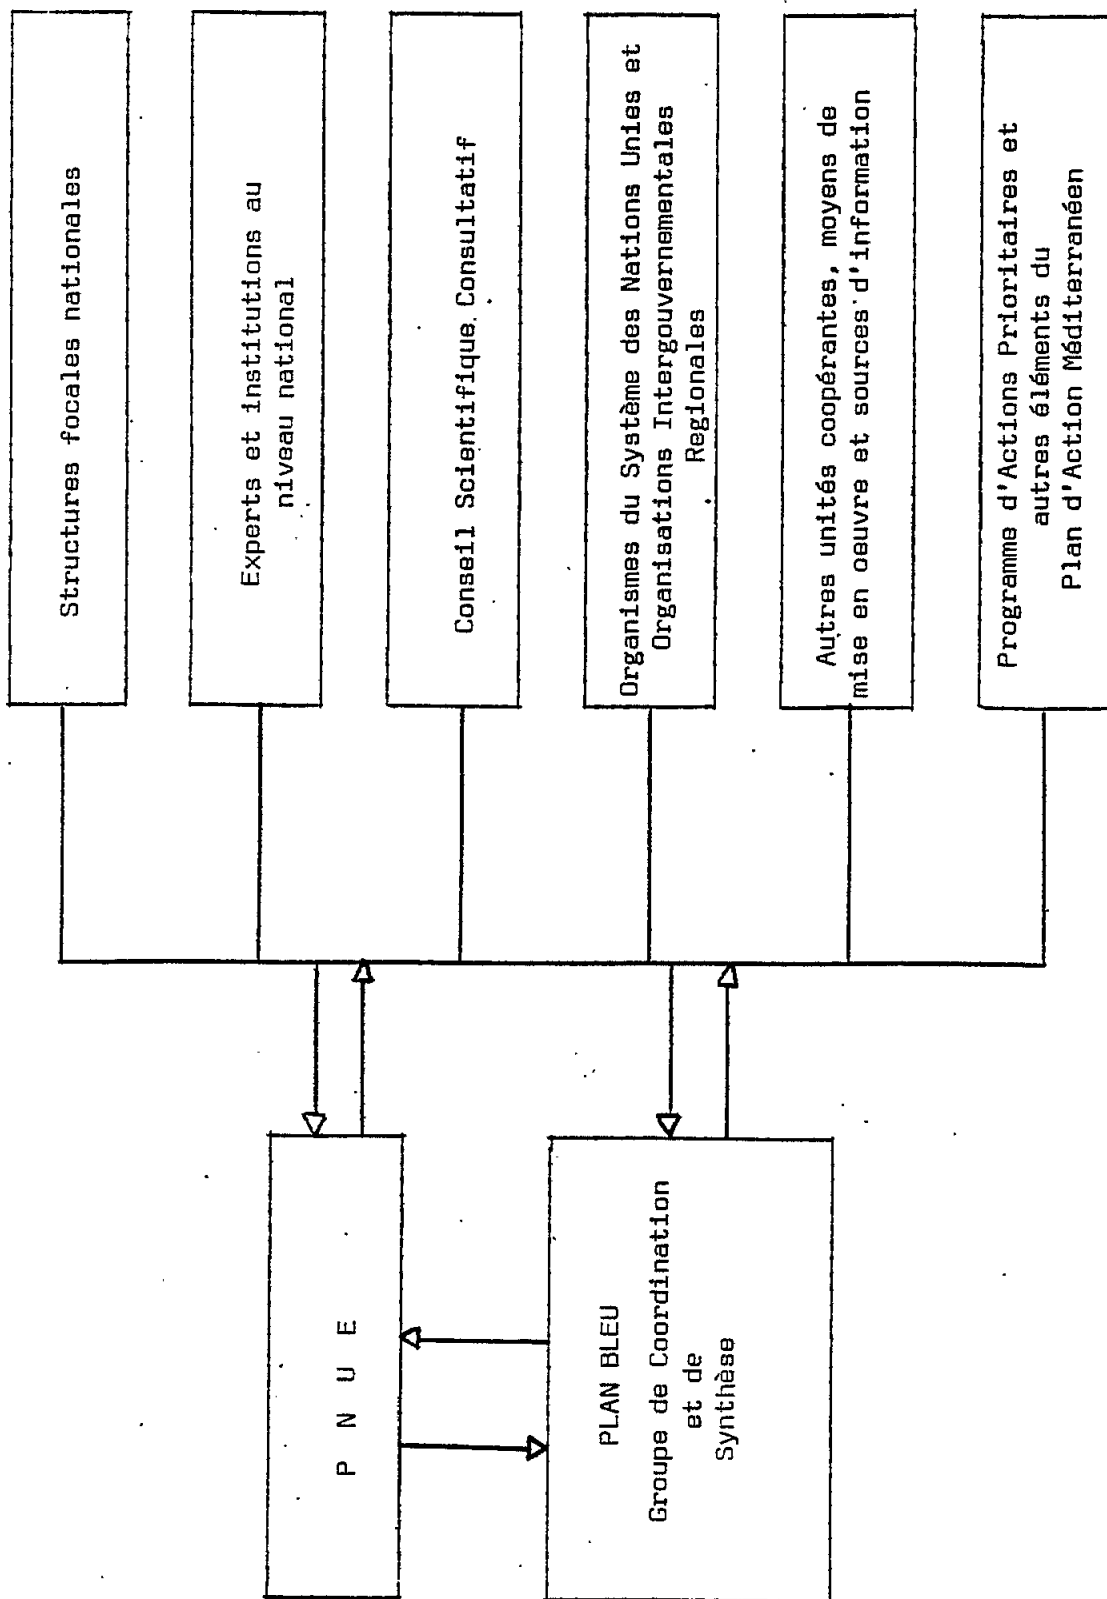 P N U E
PLAN BLEU
Groupe de Coordination
et de
Synthèse
Structures focales nationales
Experts et institutions au
niveau national
Conseil Scientifique Consultatif
Organismes du Système des Nations Unies et
Organisations Intergouvernementales
Regionales
Autres unités coopérantes, moyens de
mise en oeuvre et sources d'information
Programme d'Actions Prioritaires et
autres éléments du
Plan d'Action Méditerranéen